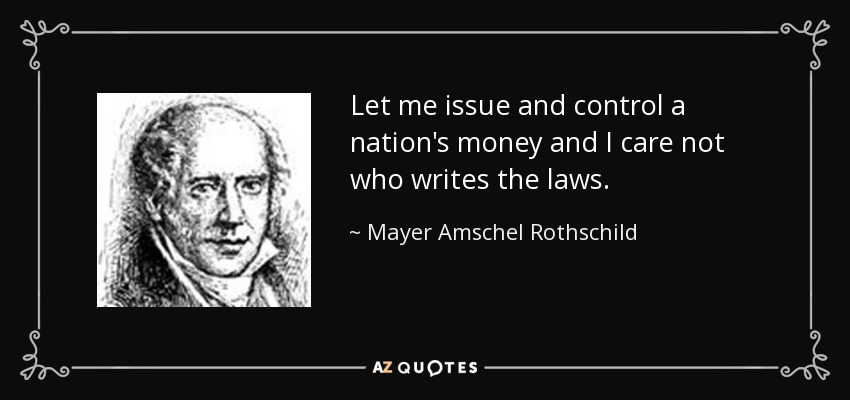 Let me issue and control a
nation's money and I care not
who writes the laws.
~ Mayer Amschel Rothschild
AZ QUOTES